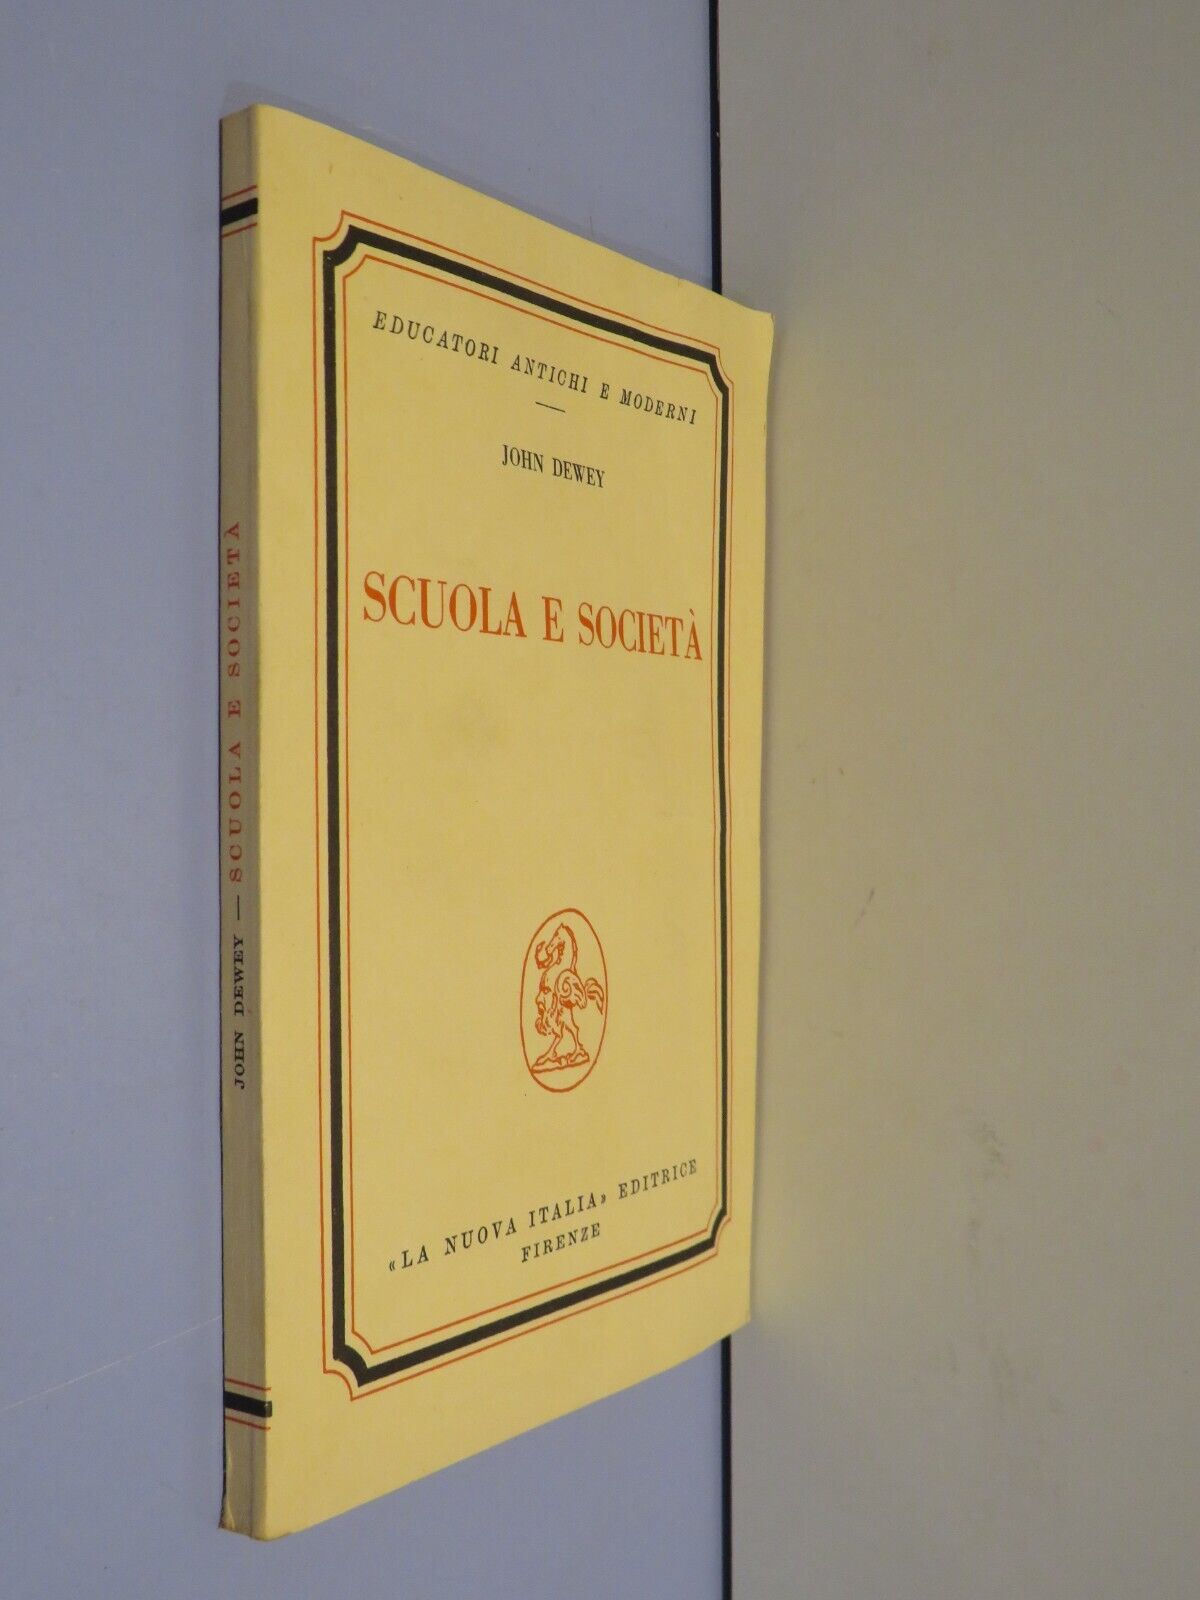 EDUCATORI ANTICHI E MODERNI
JOHN DEWEY
SCUOLA E SOCIETÀ
«LA NUOVA ITALIA» EDITRICE
FIRENZE
JOHN DEWEY — SCUOLA E SOCIETÀ